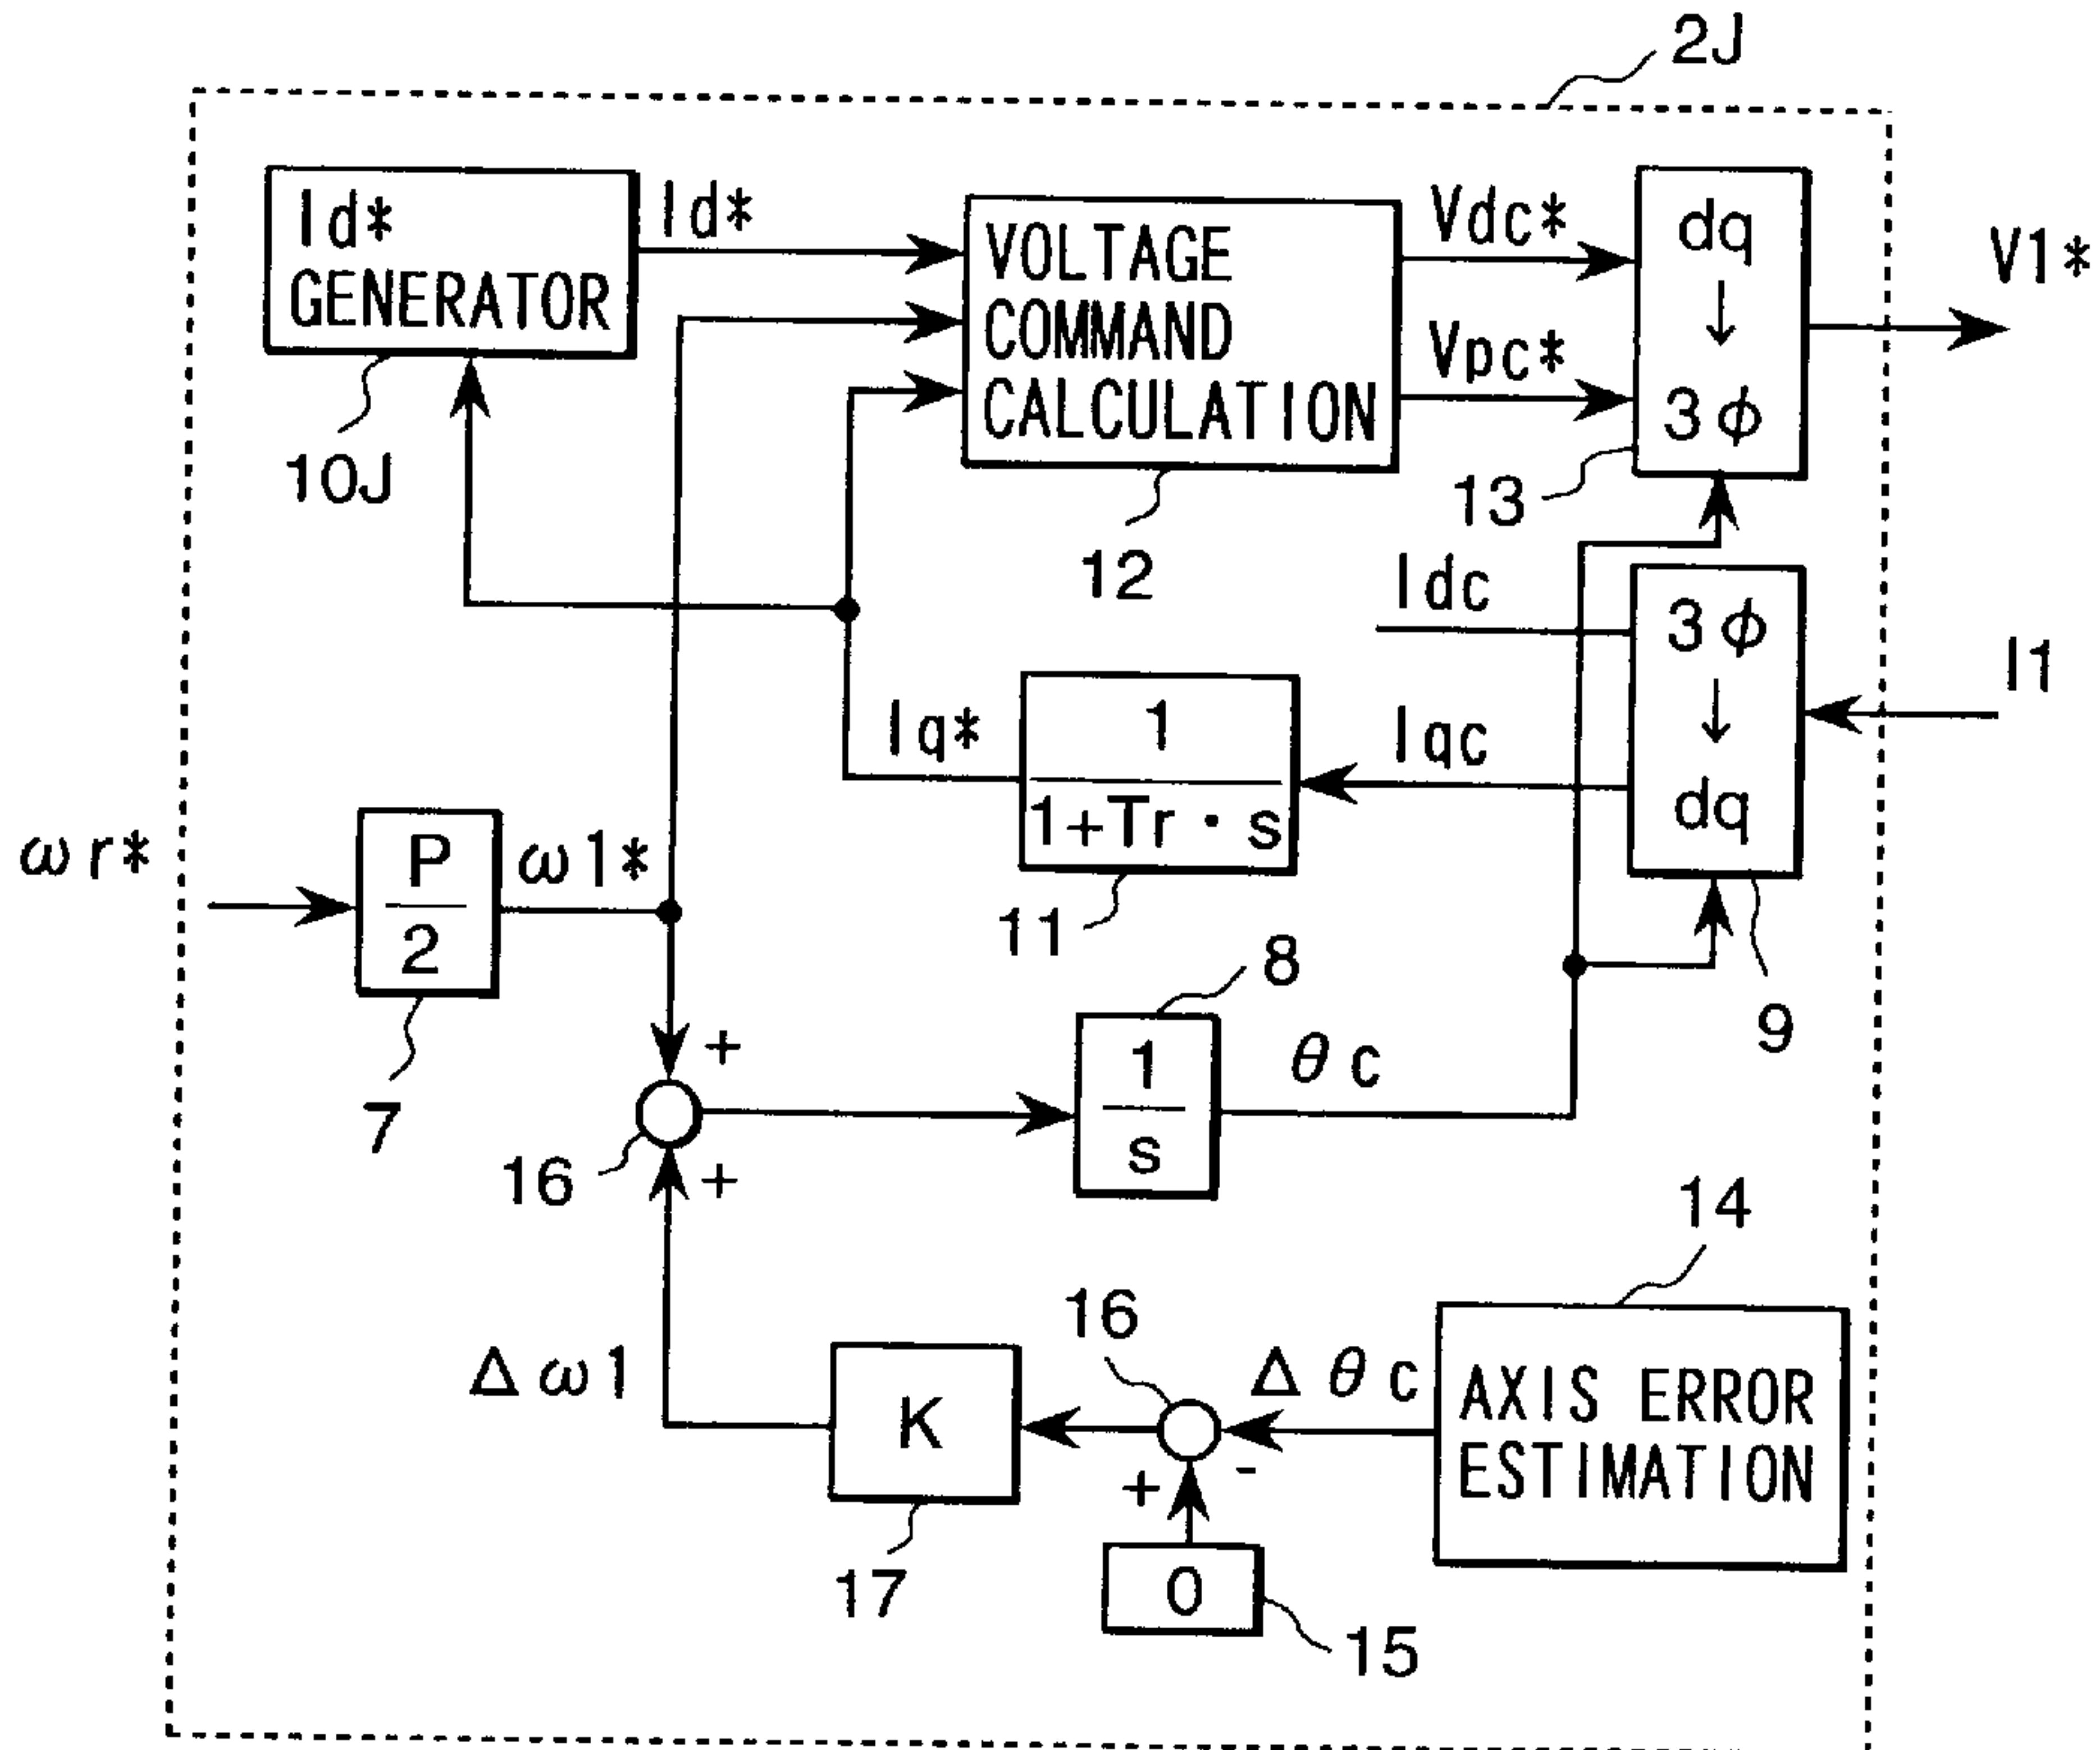 2J
Id*
GENERATOR
Id*
10J
VOLTAGE
COMMAND
CALCULATION
12
Vdc*
Vpc*
dq
↓
3φ
13
V1*
Idc
3φ
↓
dq
I1
Iqc
9
1
1+Tr・s
11
Iq*
ωr*
P
2
7
ω1*
+
+
16
1
s
8
θc
14
AXIS ERROR
ESTIMATION
Δθc
16
-
+
0
15
K
17
Δω1